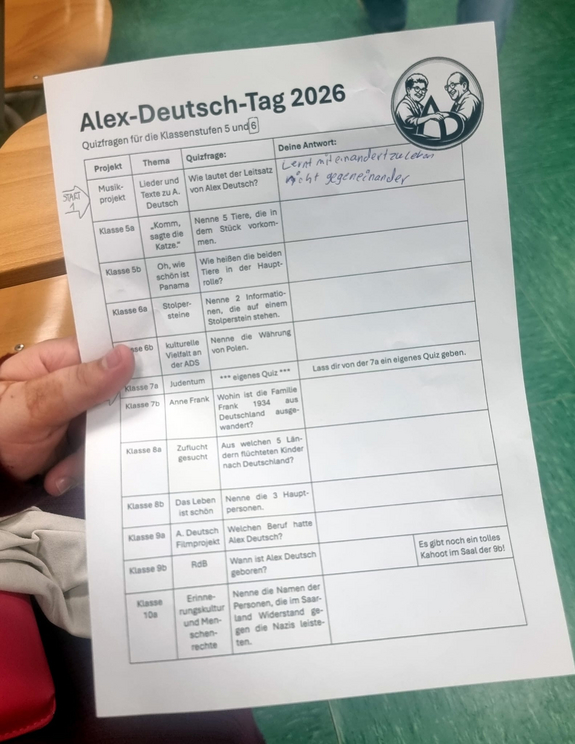 Alex-Deutsch-Tag 2026
Quizfragen für die Klassenstufen 5 und 6
Projekt
Thema
Quizfrage:
Deine Antwort:
START
1
Musik-
projekt
Lieder und
Texte zu A.
Deutsch
Wie lautet der Leitsatz
von Alex Deutsch?
Lernt miteinander zu leben
nicht gegeneinander
Klasse 5a
„Komm,
sagte die
Katze."
Nenne 5 Tiere, die in
dem Stück vorkom-
men.
Klasse 5b
Oh, wie
schön ist
Panama
Wie heißen die beiden
Tiere in der Haupt-
rolle?
Klasse 6a
Stolper-
steine
Nenne 2 Informatio-
nen, die auf einem
Stolperstein stehen.
sse 6b
kulturelle
Vielfalt an
der ADS
Nenne die Währung
von Polen.
Klasse 7a
Judentum
*** eigenes Quiz ***
Lass dir von der 7a ein eigenes Quiz geben.
Klasse 7b
Anne Frank
Wohin ist die Familie
Frank 1934 aus
Deutschland ausge-
wandert?
Klasse 8a
Zuflucht
gesucht
Aus welchen 5 Län-
dern flüchteten Kinder
nach Deutschland?
Klasse 8b
Das Leben
ist schön
Nenne die 3 Haupt-
personen.
Klasse 9a
A. Deutsch
Filmprojekt
Welchen Beruf hatte
Alex Deutsch?
Klasse 9b
RdB
Wann ist Alex Deutsch
geboren?
Es gibt noch ein tolles
Kahoot im Saal der 9b!
Klasse
10a
Erinne-
rungskultur
und Men-
schen-
rechte
Nenne die Namen der
Personen, die im Saar-
land Widerstand ge-
gen die Nazis leiste-
ten.